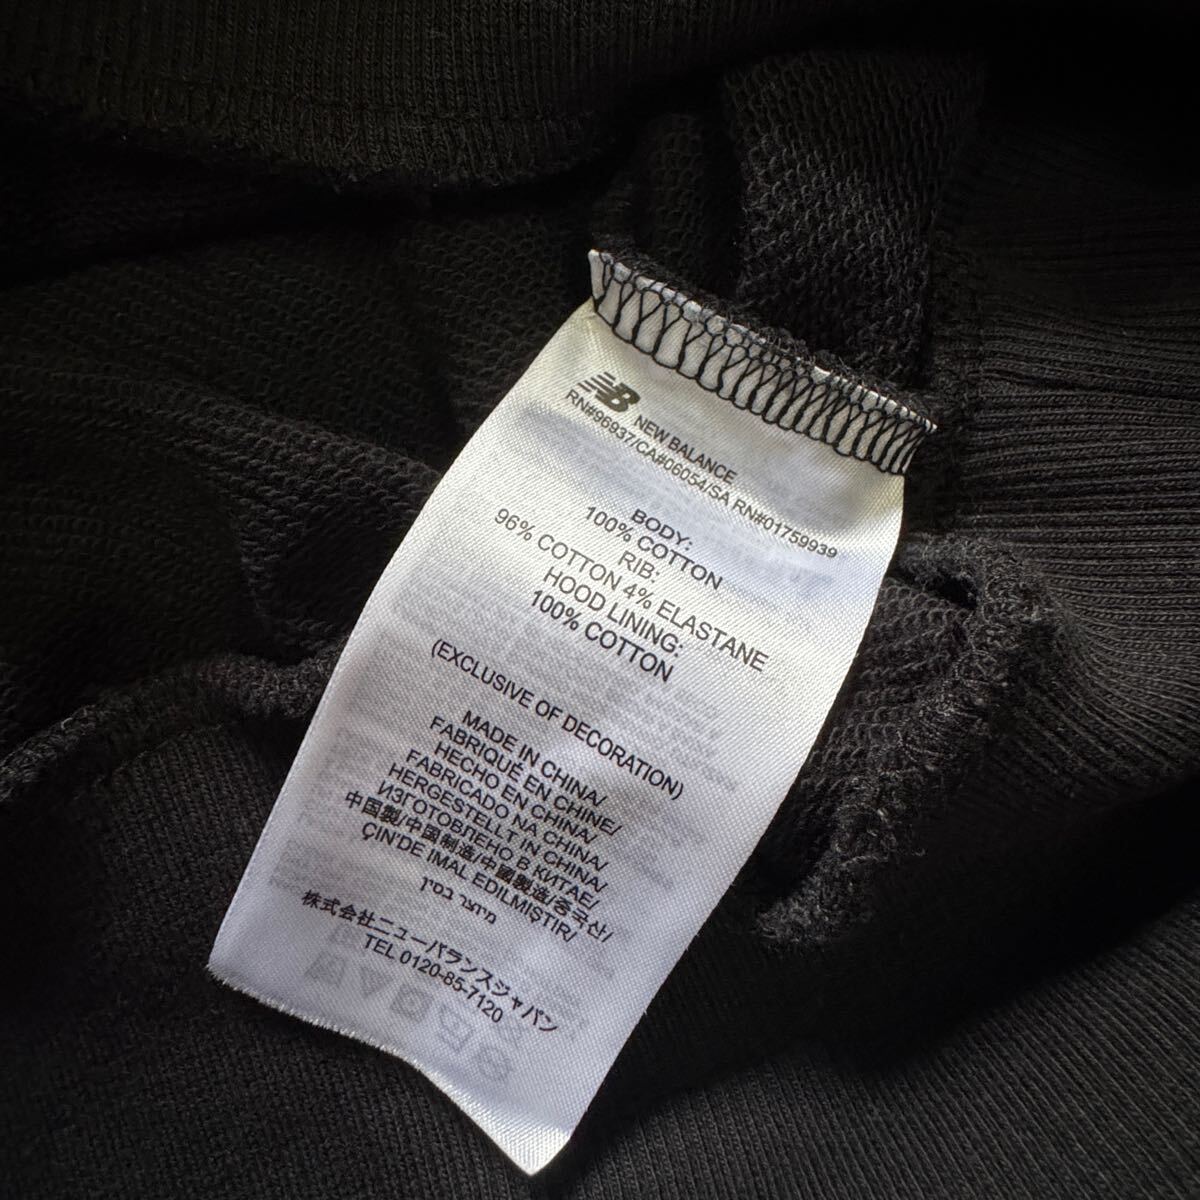 NB NEW BALANCE
RN#96937/CA#06054/SA RN#01759939
BODY:
100% COTTON
RIB:
96% COTTON 4% ELASTANE
HOOD LINING:
100% COTTON
(EXCLUSIVE OF DECORATION)
MADE IN CHINA/
FABRIQUÉ EN CHINE/
HECHO EN CHINA/
FABRICADO NA CHINA/
HERGESTELLT IN CHINA/
ИЗГОТОВЛЕНО В КИТАЕ/
中国製/中国制造/中國製造/중국산/
ÇIN'DE IMAL EDILMIŞTIR/
מיוצר בסין
株式会社ニューバランスジャパン
TEL 0120-85-7120